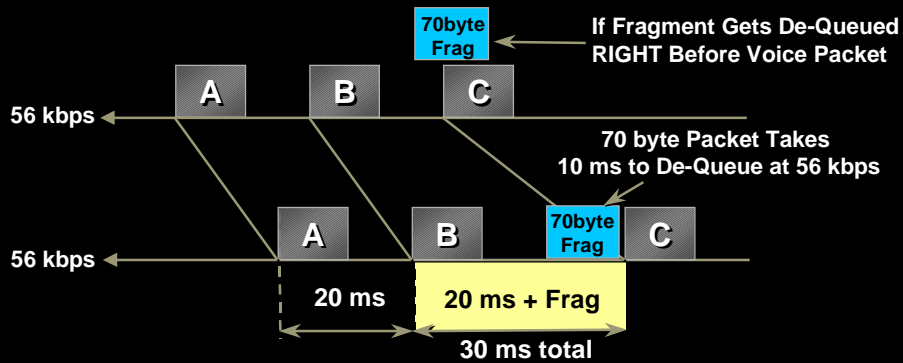 70byte
Frag
If Fragment Gets De-Queued
RIGHT Before Voice Packet
A
B
C
56 kbps
70 byte Packet Takes
10 ms to De-Queue at 56 kbps
A
B
70byte
Frag
C
56 kbps
20 ms
20 ms + Frag
30 ms total